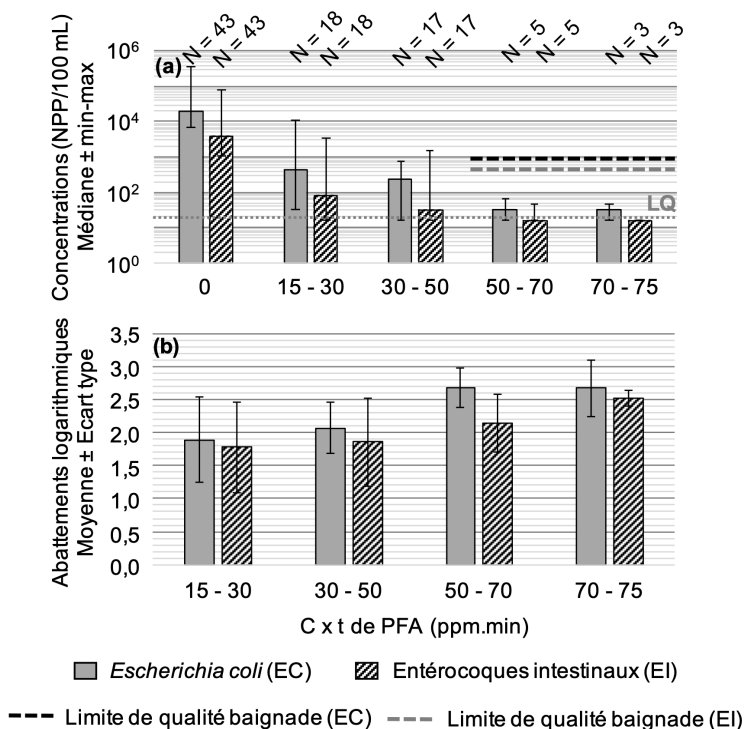 N = 43
N = 43
N = 18
N = 18
N = 17
N = 17
N = 5
N = 5
N = 3
N = 3
Concentrations (NPP/100 mL)
Médiane ± min-max
(a)
10⁶
10⁴
10²
10⁰
LQ
0
15 - 30
30 - 50
50 - 70
70 - 75
Abattements logarithmiques
Moyenne ± Ecart type
(b)
3,5
3,0
2,5
2,0
1,5
1,0
0,5
0,0
15 - 30
30 - 50
50 - 70
70 - 75
C x t de PFA (ppm.min)
Escherichia coli (EC)
Entérocoques intestinaux (EI)
Limite de qualité baignade (EC)
Limite de qualité baignade (EI)